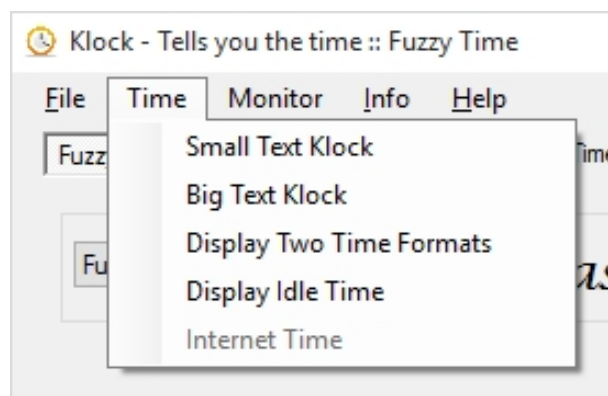 Klock - Tells you the time :: Fuzzy Time
File Time Monitor Info Help
Small Text Klock
Big Text Klock
Display Two Time Formats
Display Idle Time
Internet Time